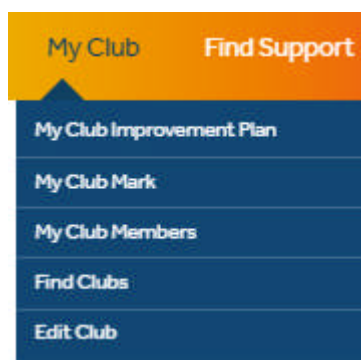 My Club Find Support
My Club Improvement Plan
My Club Mark
My Club Members
Find Clubs
Edit Club